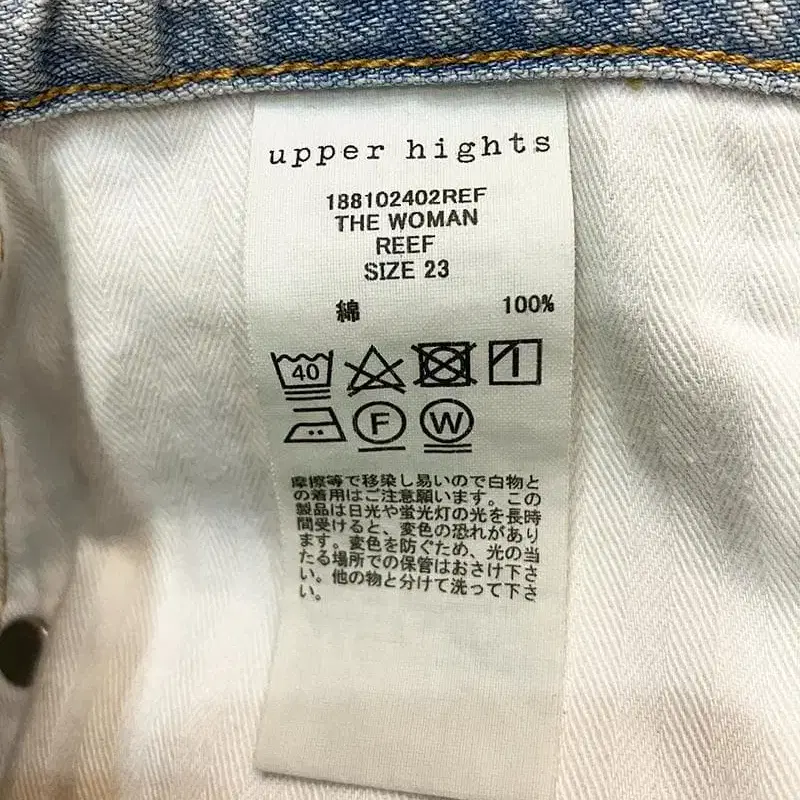 upper hights
188102402REF
THE WOMAN
REEF
SIZE 23
綿 100%
40
F W
摩擦等で移染し易いので白物と
の着用はご注意願います。この
製品は日光や蛍光灯の光を長時
間受けると、変色の恐れがあり
ます。変色を防ぐため、光の当
たる場所での保管はおさけ下さ
い。他の物と分けて洗って下さ
い。